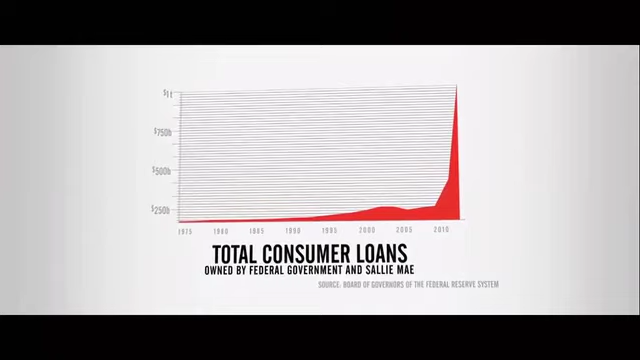 $1t
$750b
$500b
$250b
1975 1980 1985 1990 1995 2000 2005 2010
TOTAL CONSUMER LOANS
OWNED BY FEDERAL GOVERNMENT AND SALLIE MAE
SOURCE: BOARD OF GOVERNORS OF THE FEDERAL RESERVE SYSTEM